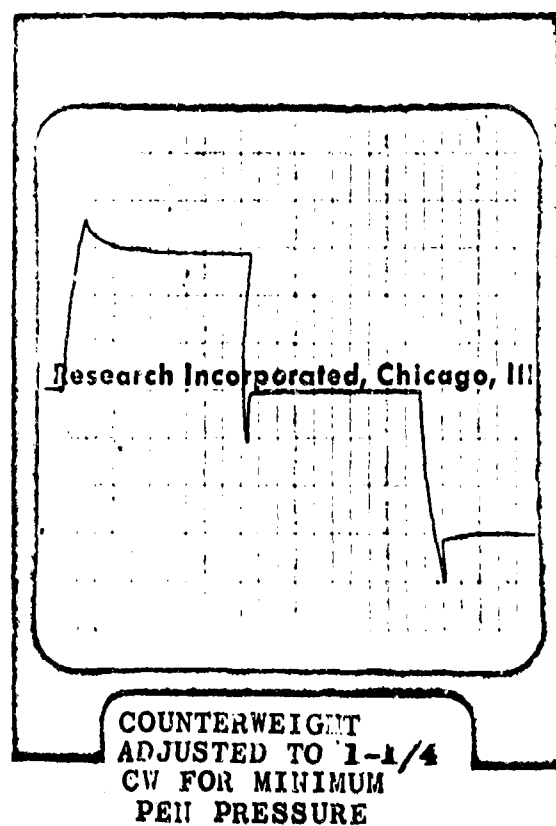 Research Incorporated, Chicago, Ill
COUNTERWEIGHT
ADJUSTED TO 1-1/4
CW FOR MINIMUM
PEN PRESSURE